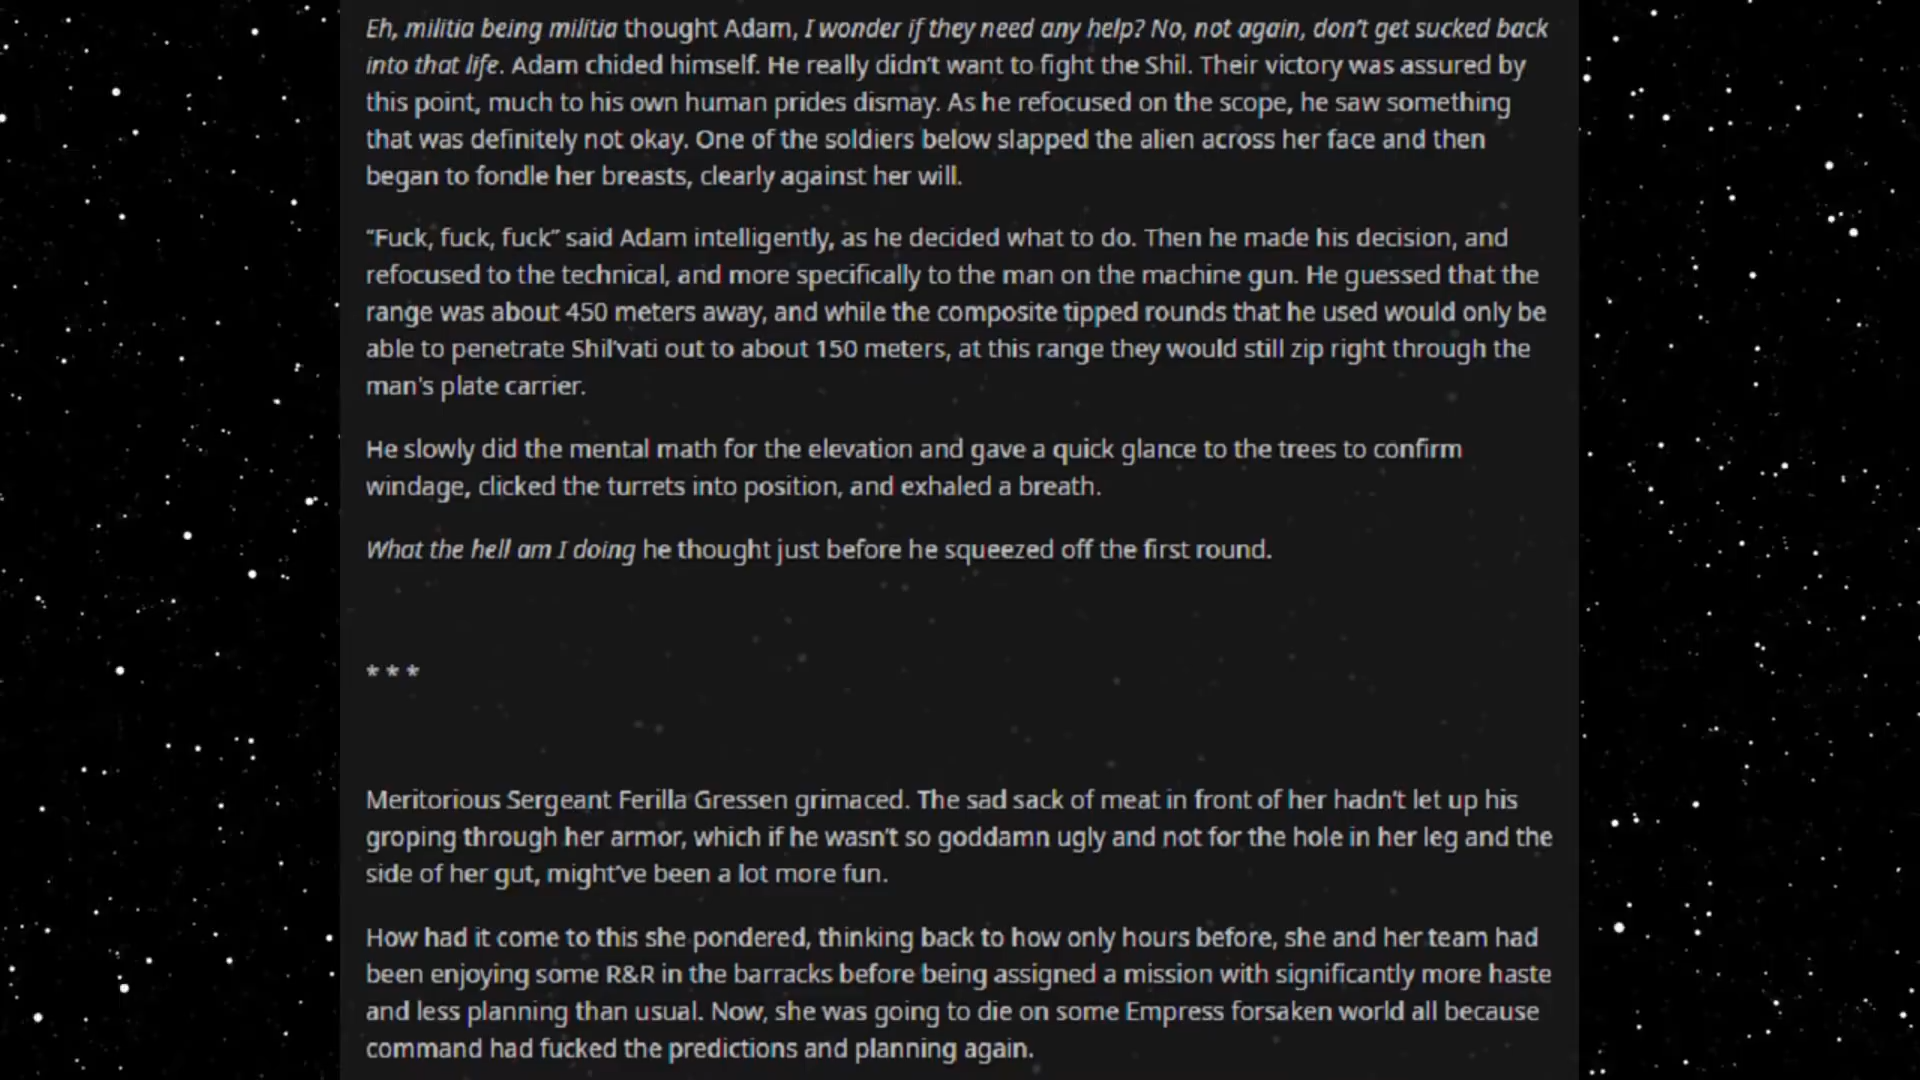 Eh, militia being militia thought Adam, I wonder if they need any help? No, not again, don't get sucked back
into that life. Adam chided himself. He really didn't want to fight the Shil. Their victory was assured by
this point, much to his own human prides dismay. As he refocused on the scope, he saw something
that was definitely not okay. One of the soldiers below slapped the alien across her face and then
began to fondle her breasts, clearly against her will.
"Fuck, fuck, fuck" said Adam intelligently, as he decided what to do. Then he made his decision, and
refocused to the technical, and more specifically to the man on the machine gun. He guessed that the
range was about 450 meters away, and while the composite tipped rounds that he used would only be
able to penetrate Shil'vati out to about 150 meters, at this range they would still zip right through the
man's plate carrier.
He slowly did the mental math for the elevation and gave a quick glance to the trees to confirm
windage, clicked the turrets into position, and exhaled a breath.
What the hell am I doing he thought just before he squeezed off the first round.
* * *
Meritorious Sergeant Ferilla Gressen grimaced. The sad sack of meat in front of her hadn't let up his
groping through her armor, which if he wasn't so goddamn ugly and not for the hole in her leg and the
side of her gut, might've been a lot more fun.
How had it come to this she pondered, thinking back to how only hours before, she and her team had
been enjoying some R&R in the barracks before being assigned a mission with significantly more haste
and less planning than usual. Now, she was going to die on some Empress forsaken world all because
command had fucked the predictions and planning again.